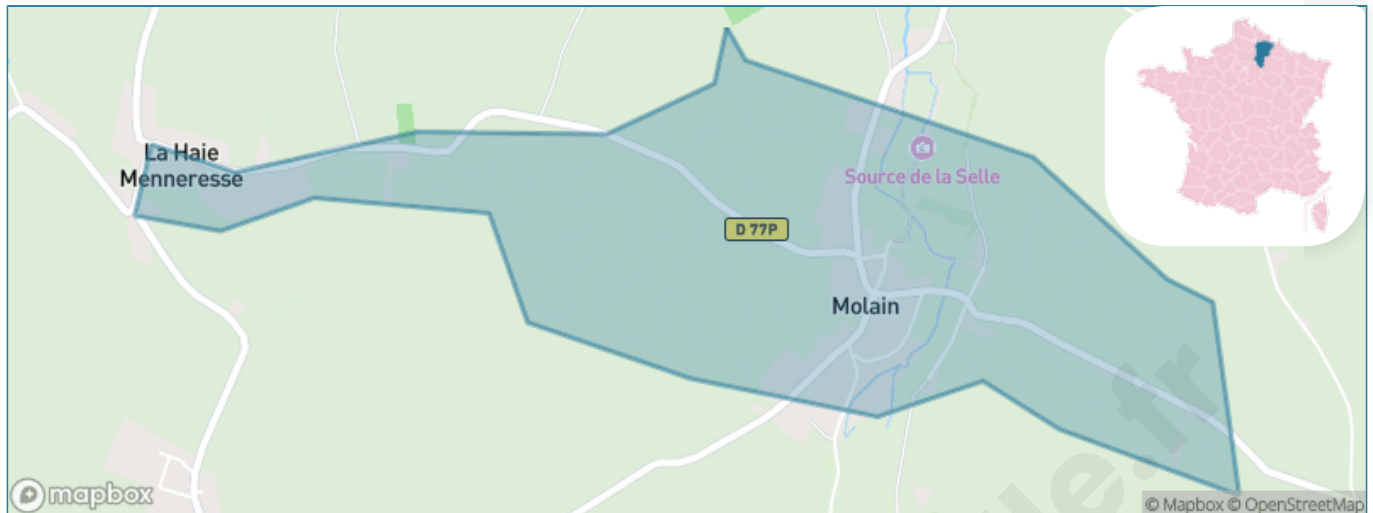 La Haie
Menneresse
Source de la Selle
D 77P
Molain
mapbox
© Mapbox © OpenStreetMap